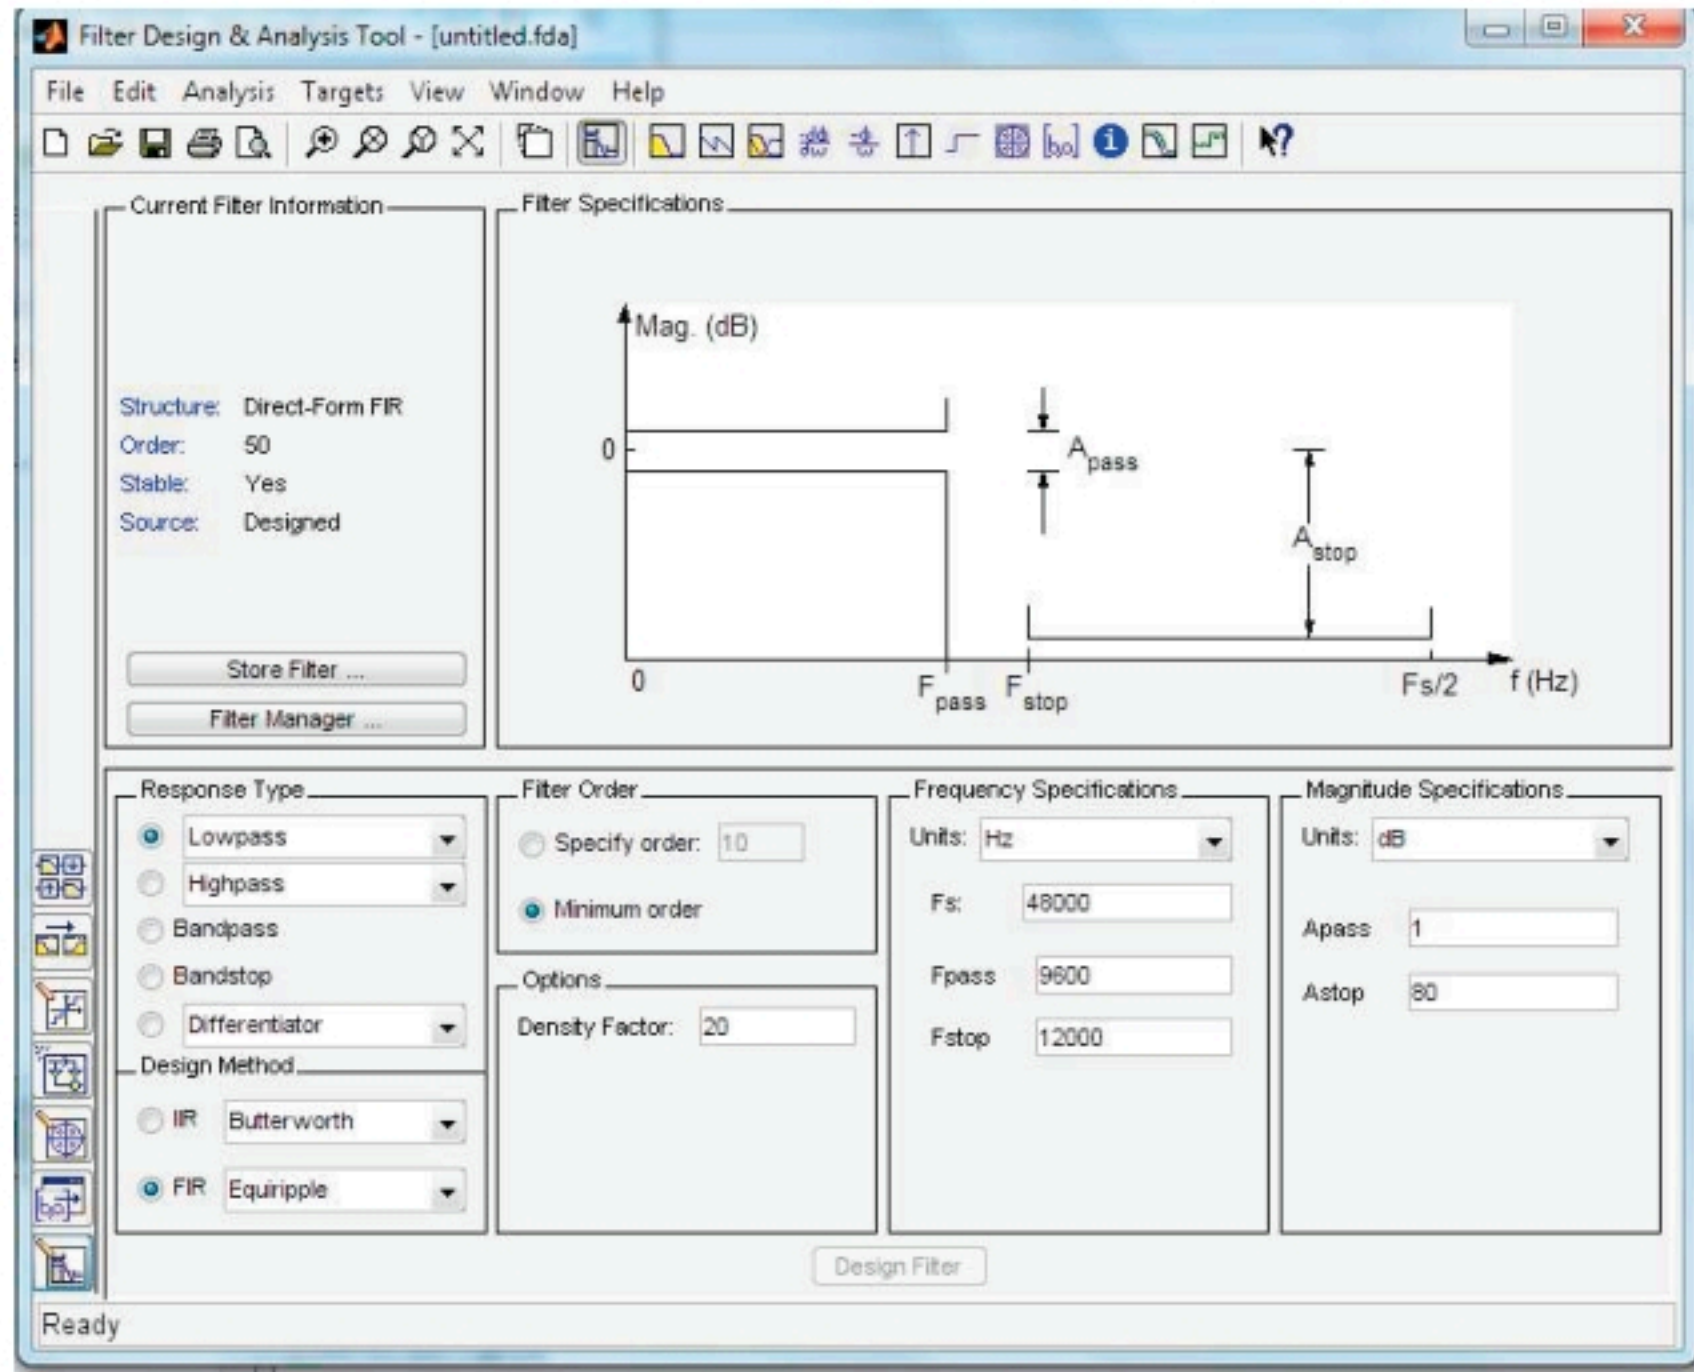 Filter Design & Analysis Tool - [untitled.fda]
File Edit Analysis Targets View Window Help
Current Filter Information
Structure: Direct-Form FIR
Order: 50
Stable: Yes
Source: Designed
Store Filter ...
Filter Manager ...
Filter Specifications
Mag. (dB)
0
Apass
Astop
0 Fpass Fstop Fs/2 f (Hz)
Response Type
Lowpass
Highpass
Bandpass
Bandstop
Differentiator
Design Method
IIR Butterworth
FIR Equiripple
Filter Order
Specify order: 10
Minimum order
Options
Density Factor: 20
Frequency Specifications
Units: Hz
Fs: 48000
Fpass 9600
Fstop 12000
Magnitude Specifications
Units: dB
Apass 1
Astop 80
Design Filter
Ready